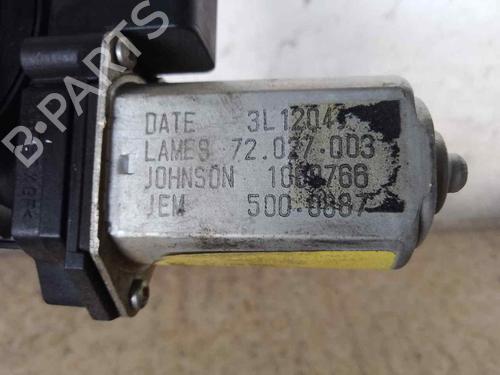 B-PARTS
DATE 3L1204
LAMES 72.027.003
JOHNSON 1000766
JEM 500-0087